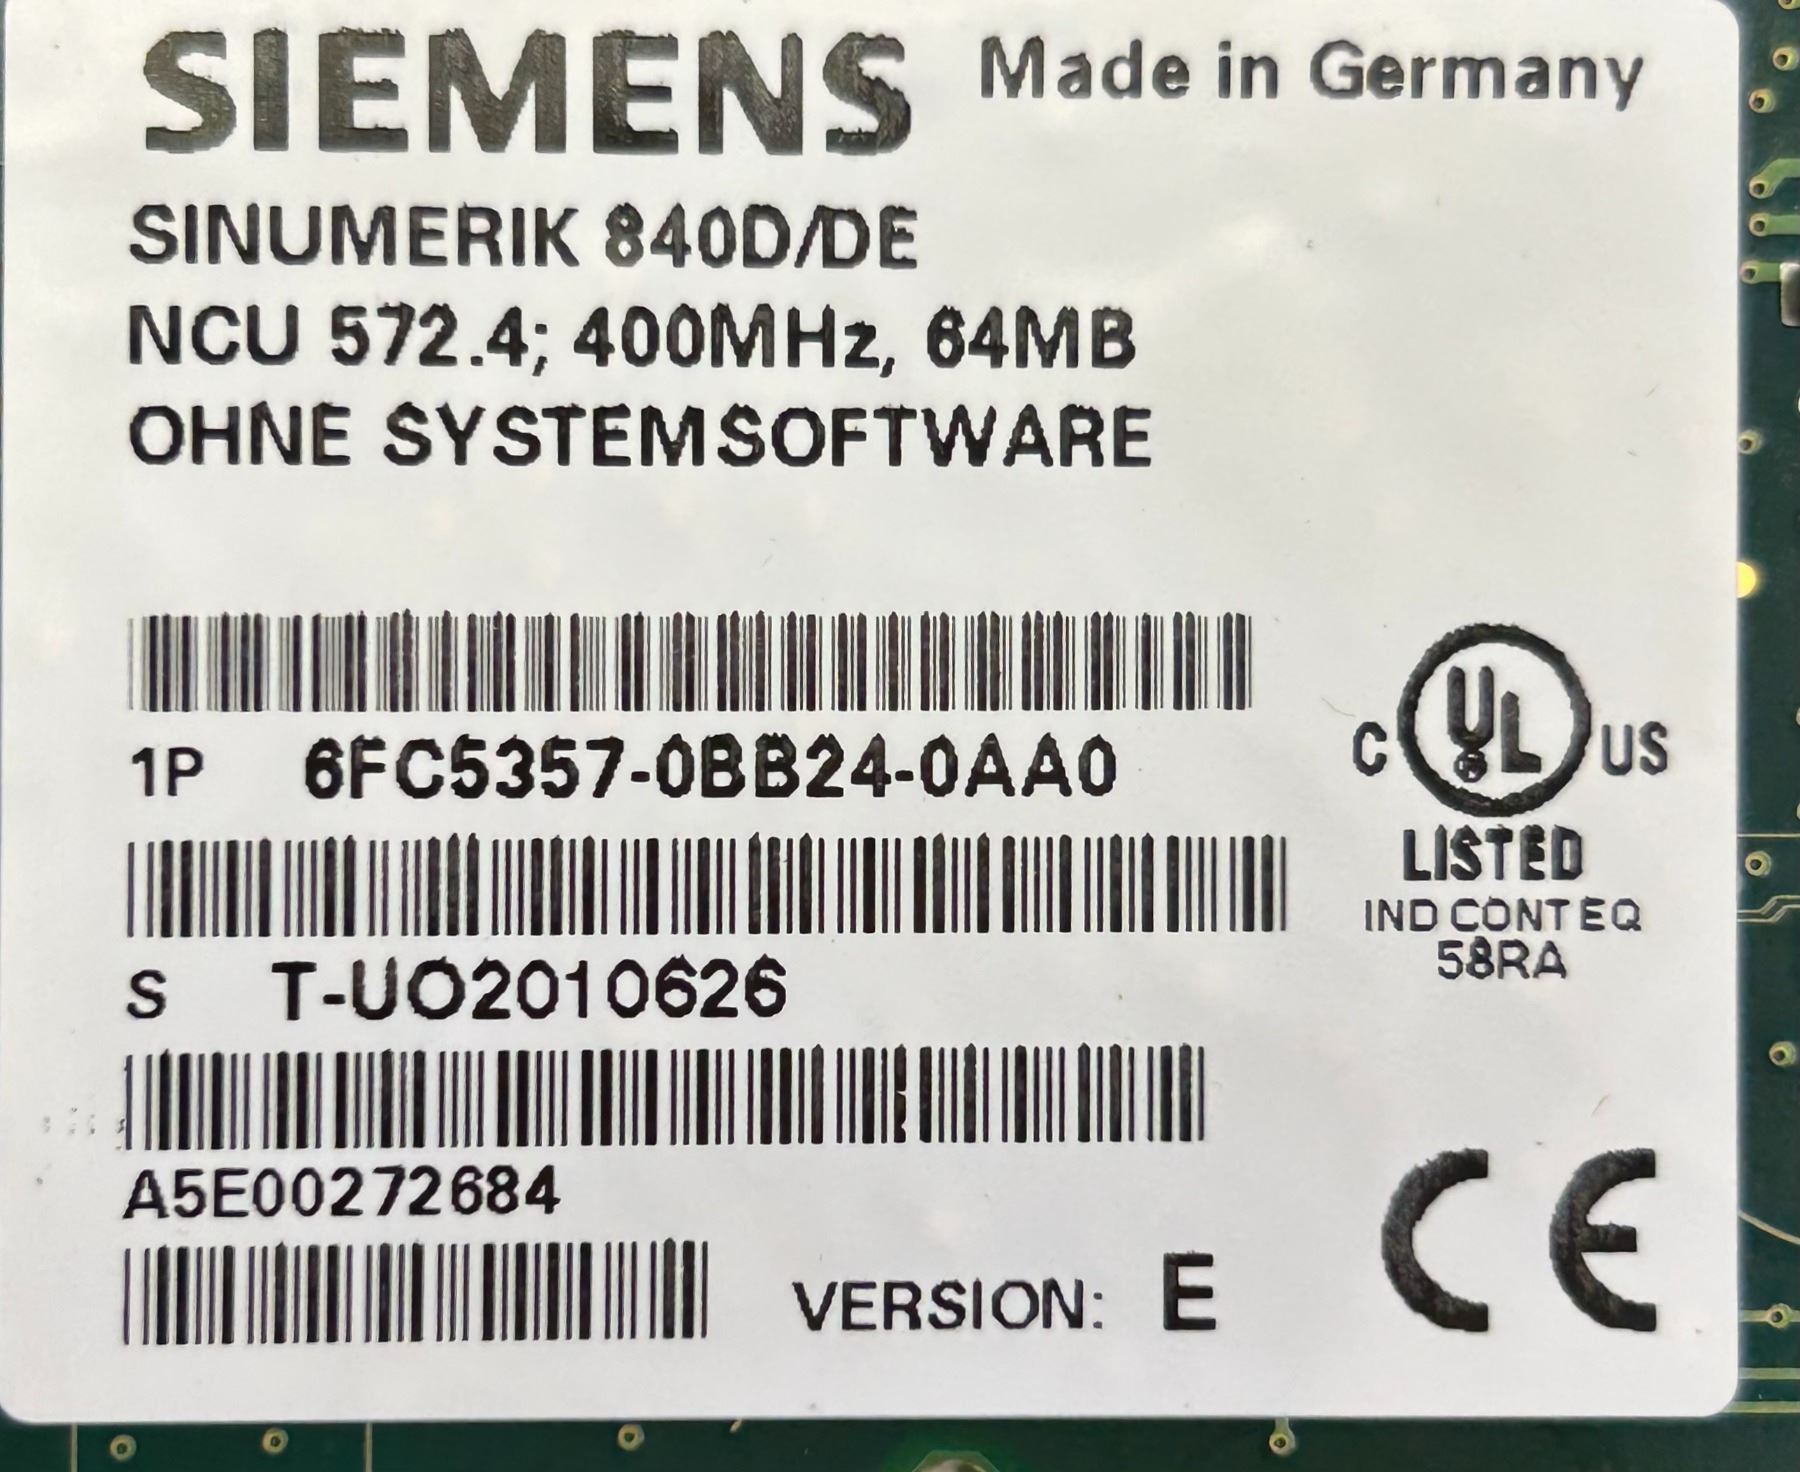 SIEMENS Made in Germany
SINUMERIK 840D/DE
NCU 572.4; 400MHz, 64MB
OHNE SYSTEMSOFTWARE
1P 6FC5357-0BB24-0AA0
C UL US
LISTED
IND CONT EQ
58RA
S T-UO2010626
A5E00272684
VERSION: E
CE